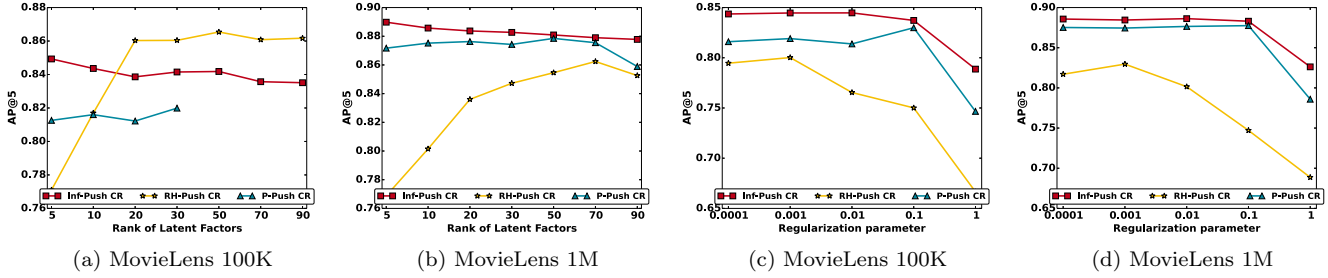 0.88
0.86
0.84
0.82
0.80
0.78
0.76
AP@5
5 10 20 30 50 70 90
Rank of Latent Factors
Inf-Push CR RH-Push CR P-Push CR
(a) MovieLens 100K
0.90
0.88
0.86
0.84
0.82
0.80
0.78
0.76
AP@5
5 10 20 30 50 70 90
Rank of Latent Factors
Inf-Push CR RH-Push CR P-Push CR
(b) MovieLens 1M
0.85
0.80
0.75
0.70
0.65
AP@5
0.0001 0.001 0.01 0.1 1
Regularization parameter
Inf-Push CR RH-Push CR P-Push CR
(c) MovieLens 100K
0.90
0.85
0.80
0.75
0.70
0.65
AP@5
0.0001 0.001 0.01 0.1 1
Regularization parameter
Inf-Push CR RH-Push CR P-Push CR
(d) MovieLens 1M